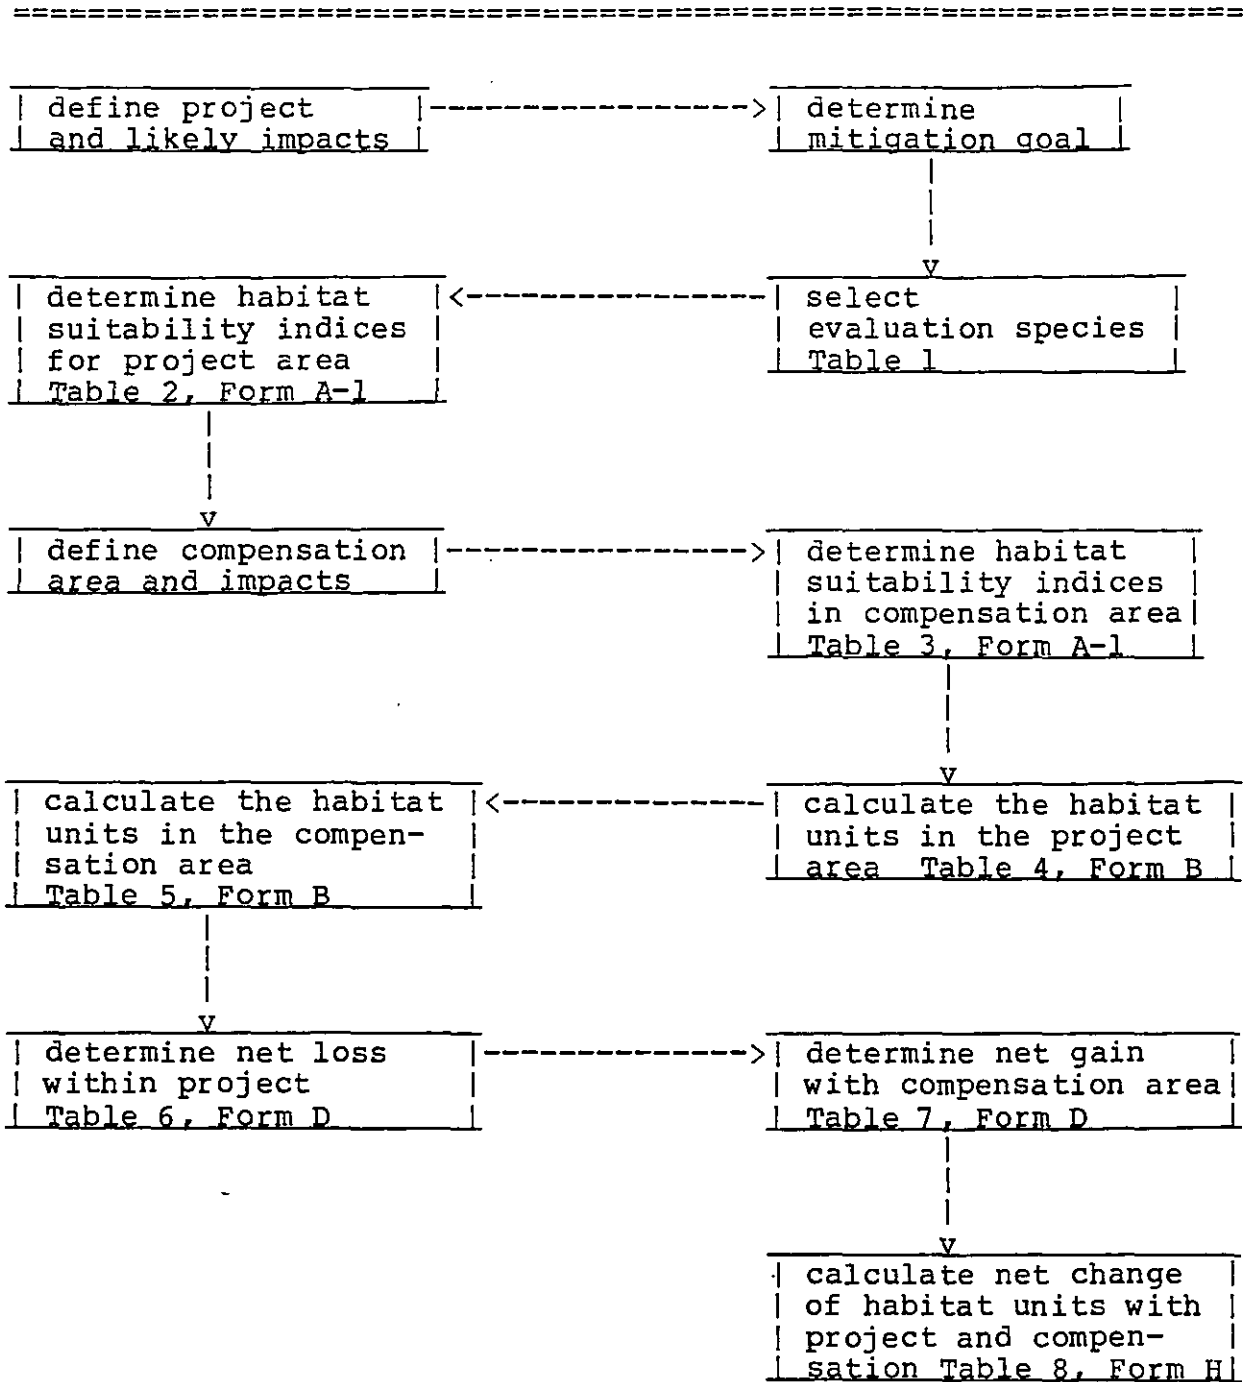 define project
and likely impacts
determine
mitigation goal
select
evaluation species
Table 1
determine habitat
suitability indices
for project area
Table 2, Form A-1
define compensation
area and impacts
determine habitat
suitability indices
in compensation area
Table 3, Form A-1
calculate the habitat
units in the project
area Table 4, Form B
calculate the habitat
units in the compen-
sation area
Table 5, Form B
determine net loss
within project
Table 6, Form D
determine net gain
with compensation area
Table 7, Form D
calculate net change
of habitat units with
project and compen-
sation Table 8, Form H